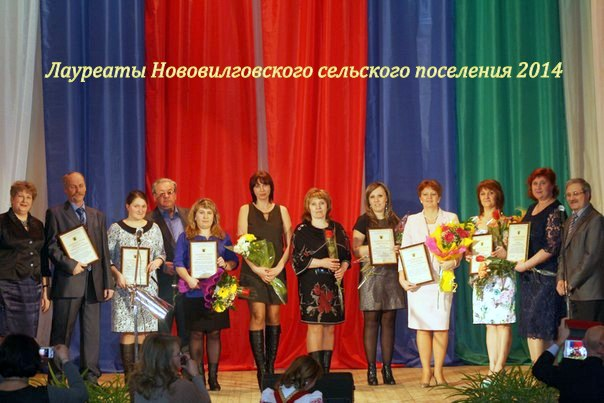 Лауреаты Нововилговского сельского поселения 2014